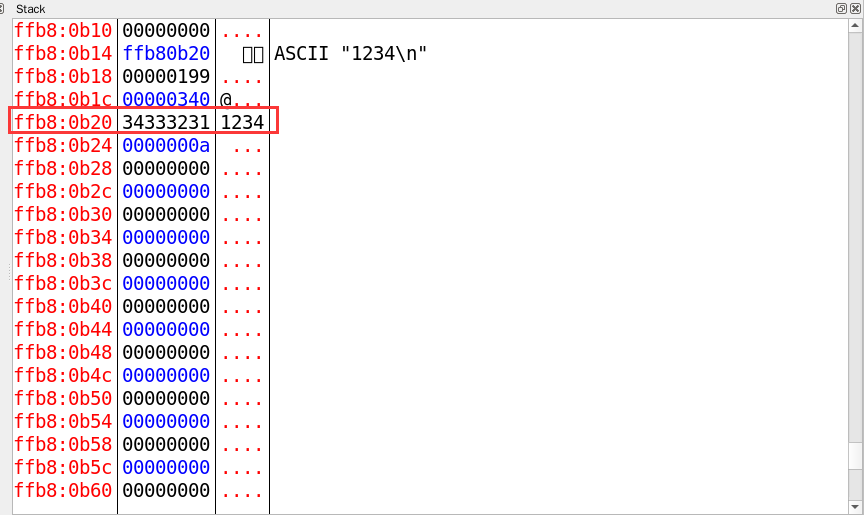 Stack
ffb8:0b10 00000000 ....
ffb8:0b14 ffb80b20 ASCII "1234\n"
ffb8:0b18 00000199 ....
ffb8:0b1c 00000340 @...
ffb8:0b20 34333231 1234
ffb8:0b24 0000000a ...
ffb8:0b28 00000000 ....
ffb8:0b2c 00000000 ....
ffb8:0b30 00000000 ....
ffb8:0b34 00000000 ....
ffb8:0b38 00000000 ....
ffb8:0b3c 00000000 ....
ffb8:0b40 00000000 ....
ffb8:0b44 00000000 ....
ffb8:0b48 00000000 ....
ffb8:0b4c 00000000 ....
ffb8:0b50 00000000 ....
ffb8:0b54 00000000 ....
ffb8:0b58 00000000 ....
ffb8:0b5c 00000000 ....
ffb8:0b60 00000000 ....